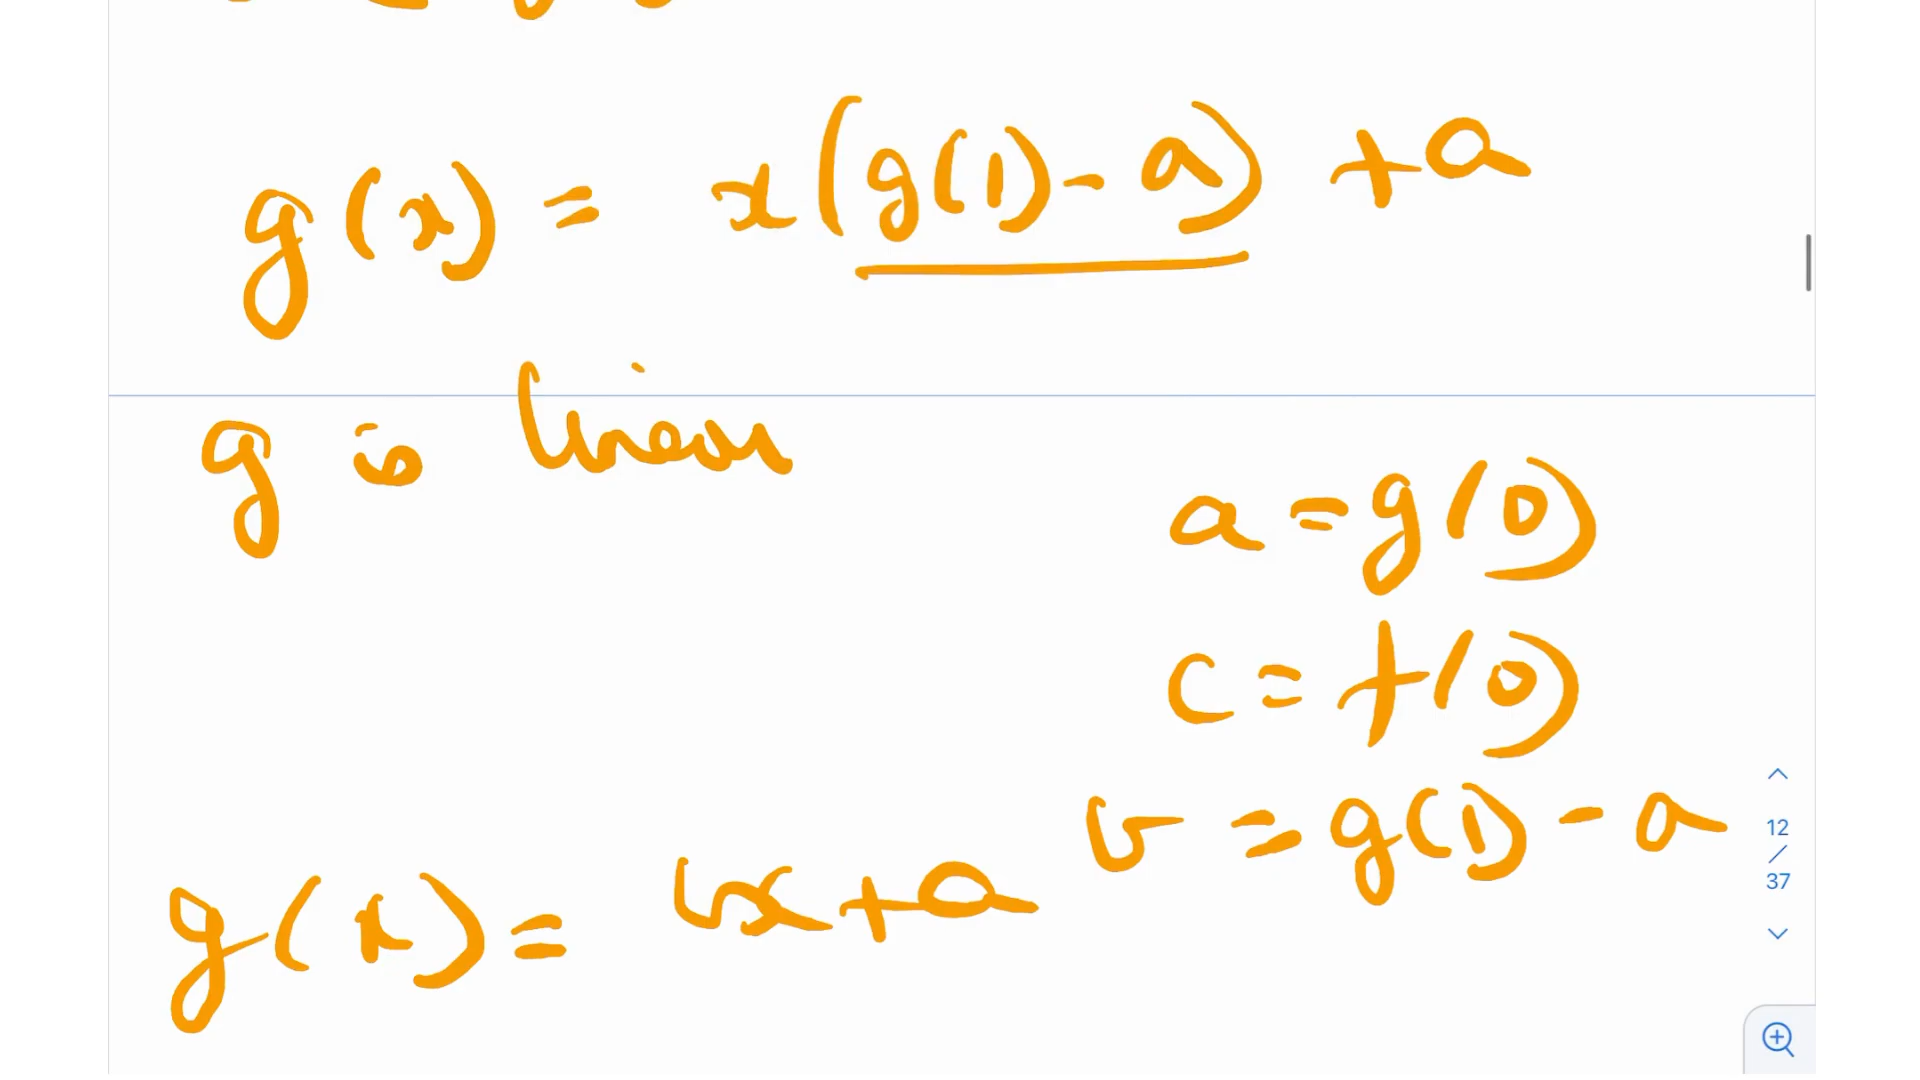 g(x) = x(g(1) - a) + a
g is linear
a = g(0)
c = f(0)
b = g(1) - a
g(x) = bx + a
12
/
37